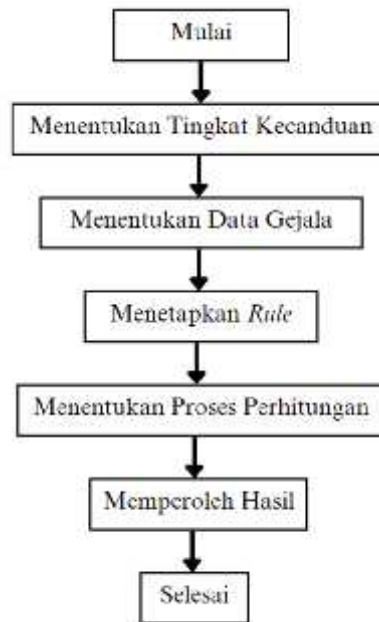 Mulai
Menentukan Tingkat Kecanduan
Menentukan Data Gejala
Menetapkan Rule
Menentukan Proses Perhitungan
Memperoleh Hasil
Selesai